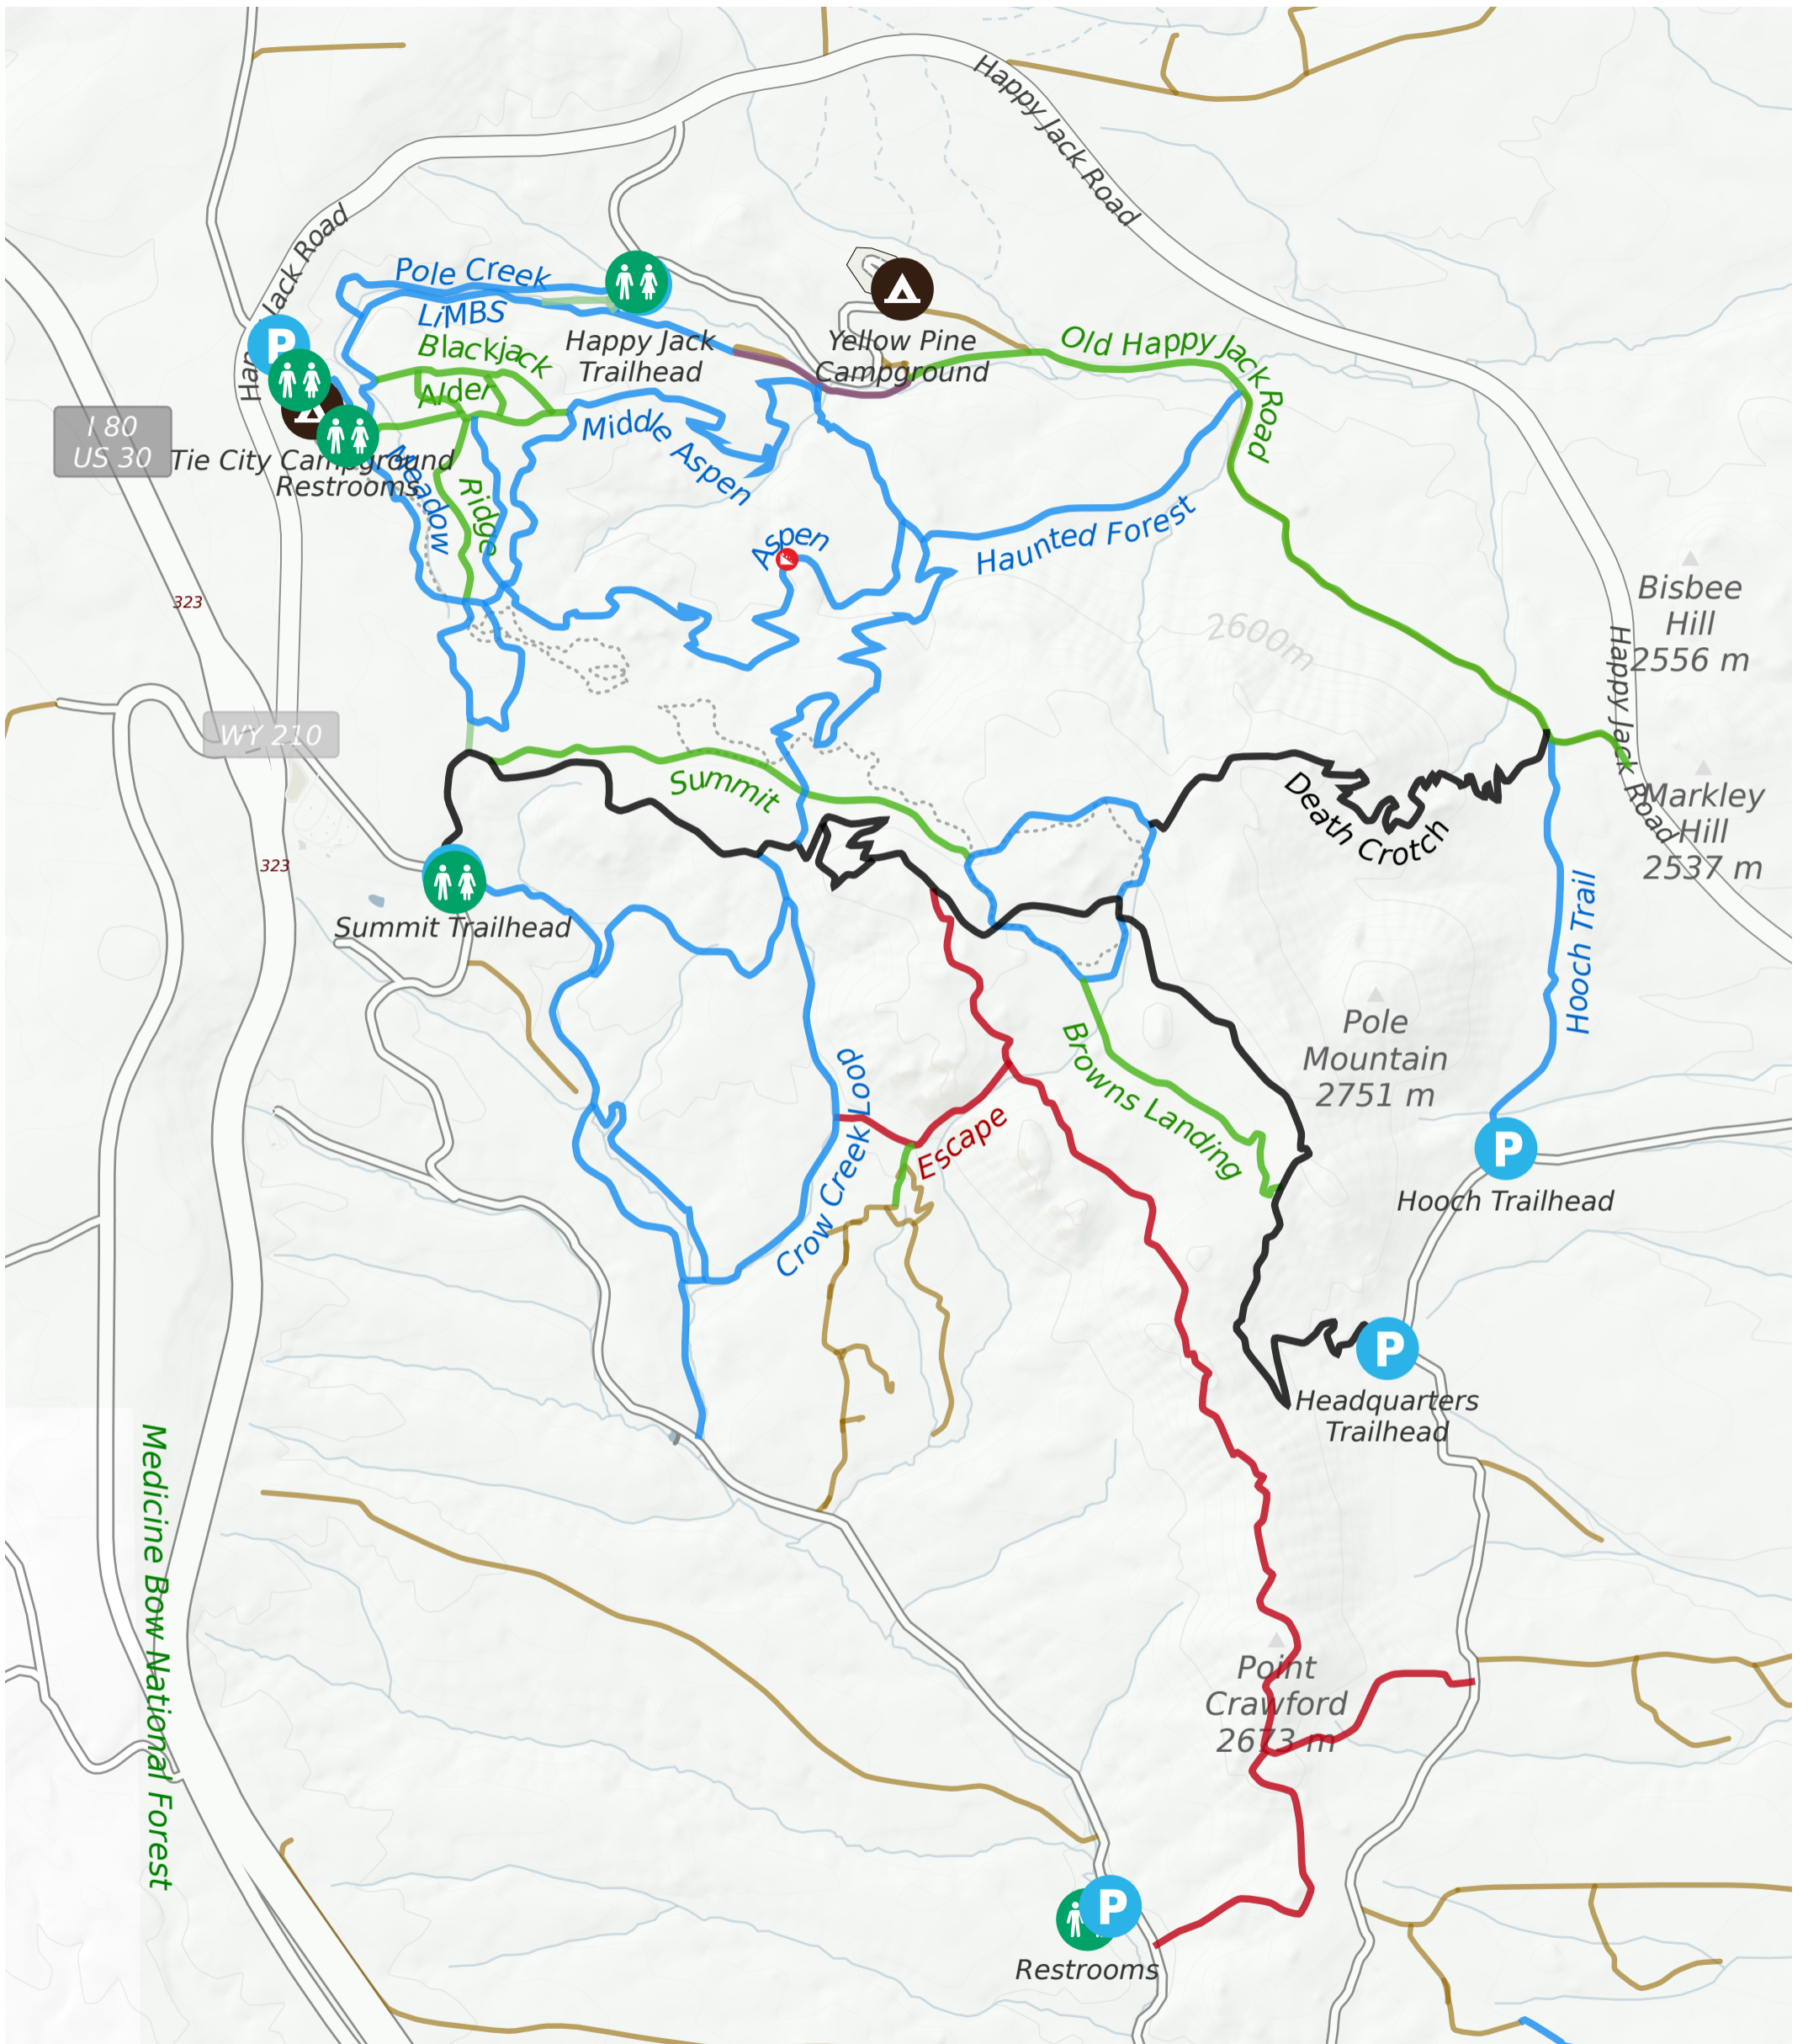 Happy Jack Road
Jack Road
Hap
Pole Creek
LiMBS
Blackjack
Alder
Happy Jack
Trailhead
Yellow Pine
Campground
Old Happy Jack Road
P
I 80
US 30
Tie City Campground
Restrooms
Meadow
Ridge
Middle Aspen
Aspen
Haunted Forest
323
2600m
Bisbee
Hill
2556 m
Happy Jack Road
WY 210
Summit
Death Crotch
Markley
Hill
2537 m
323
Summit Trailhead
Hooch Trail
Pole
Mountain
2751 m
Browns Landing
Crow Creek Loop
Escape
P
Hooch Trailhead
P
Headquarters
Trailhead
Medicine Bow National Forest
Point
Crawford
2673 m
P
Restrooms